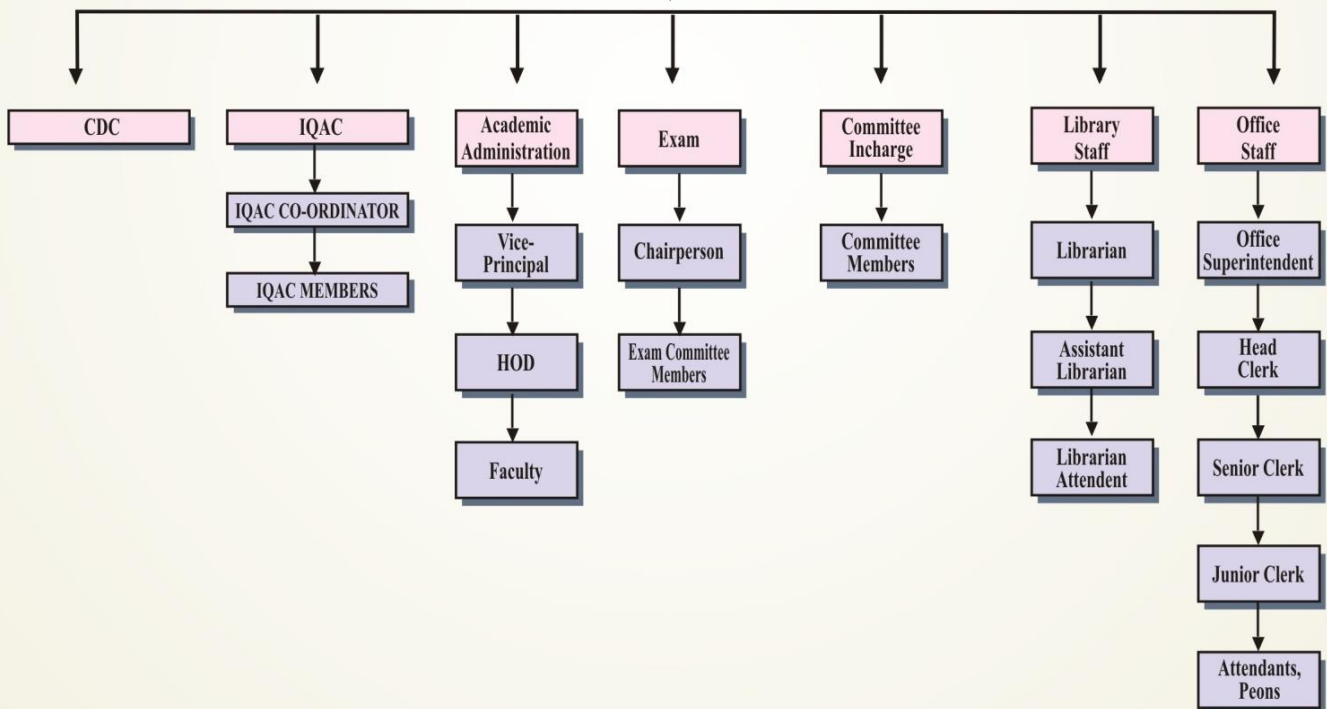 CDC
IQAC
Academic
Administration
Exam
Committee
Incharge
Library
Staff
Office
Staff
IQAC CO-ORDINATOR
Vice-
Principal
Chairperson
Committee
Members
Librarian
Office
Superintendent
IQAC MEMBERS
HOD
Exam Committee
Members
Assistant
Librarian
Head
Clerk
Faculty
Librarian
Attendent
Senior Clerk
Junior Clerk
Attendants,
Peons